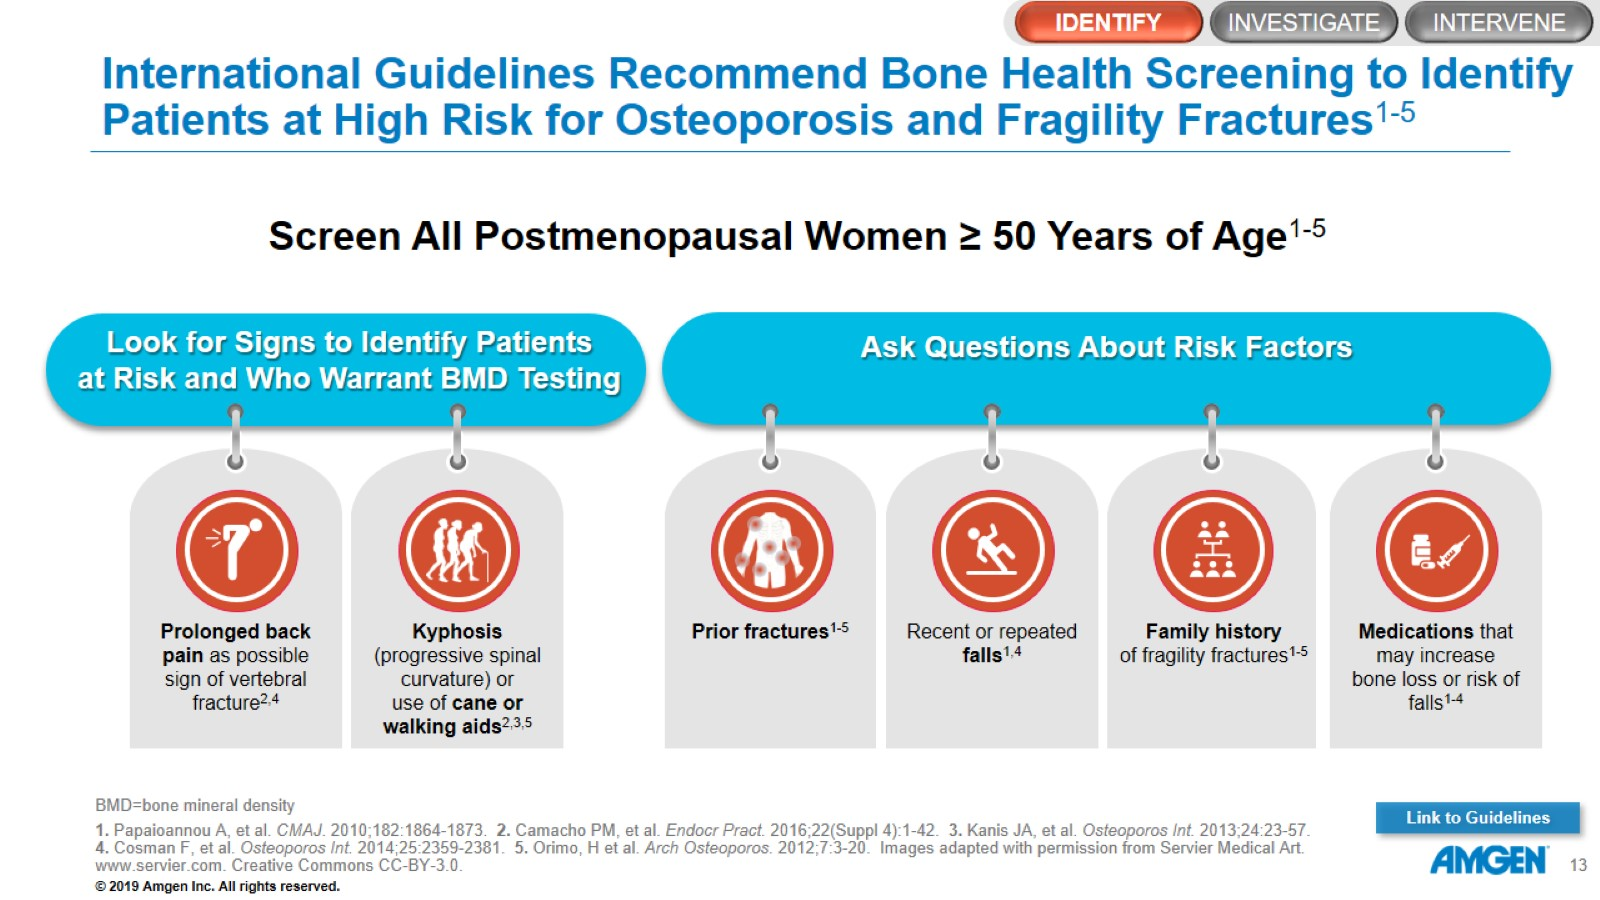 IDENTIFY
INVESTIGATE
INTERVENE
International Guidelines Recommend Bone Health Screening to Identify
Patients at High Risk for Osteoporosis and Fragility Fractures1-5
Screen All Postmenopausal Women ≥ 50 Years of Age1-5
Look for Signs to Identify Patients
at Risk and Who Warrant BMD Testing
Prolonged back
pain as possible
sign of vertebral
fracture2,4
Kyphosis
(progressive spinal
curvature) or
use of cane or
walking aids2,3,5
Ask Questions About Risk Factors
Prior fractures1-5
Recent or repeated
falls1,4
Family history
of fragility fractures1-5
Medications that
may increase
bone loss or risk of
falls1-4
BMD=bone mineral density
1. Papaioannou A, et al. CMAJ. 2010;182:1864-1873. 2. Camacho PM, et al. Endocr Pract. 2016;22(Suppl 4):1-42. 3. Kanis JA, et al. Osteoporos Int. 2013;24:23-57.
4. Cosman F, et al. Osteoporos Int. 2014;25:2359-2381. 5. Orimo, H et al. Arch Osteoporos. 2012;7:3-20. Images adapted with permission from Servier Medical Art.
www.servier.com. Creative Commons CC-BY-3.0.
© 2019 Amgen Inc. All rights reserved.
Link to Guidelines
AMGEN
13